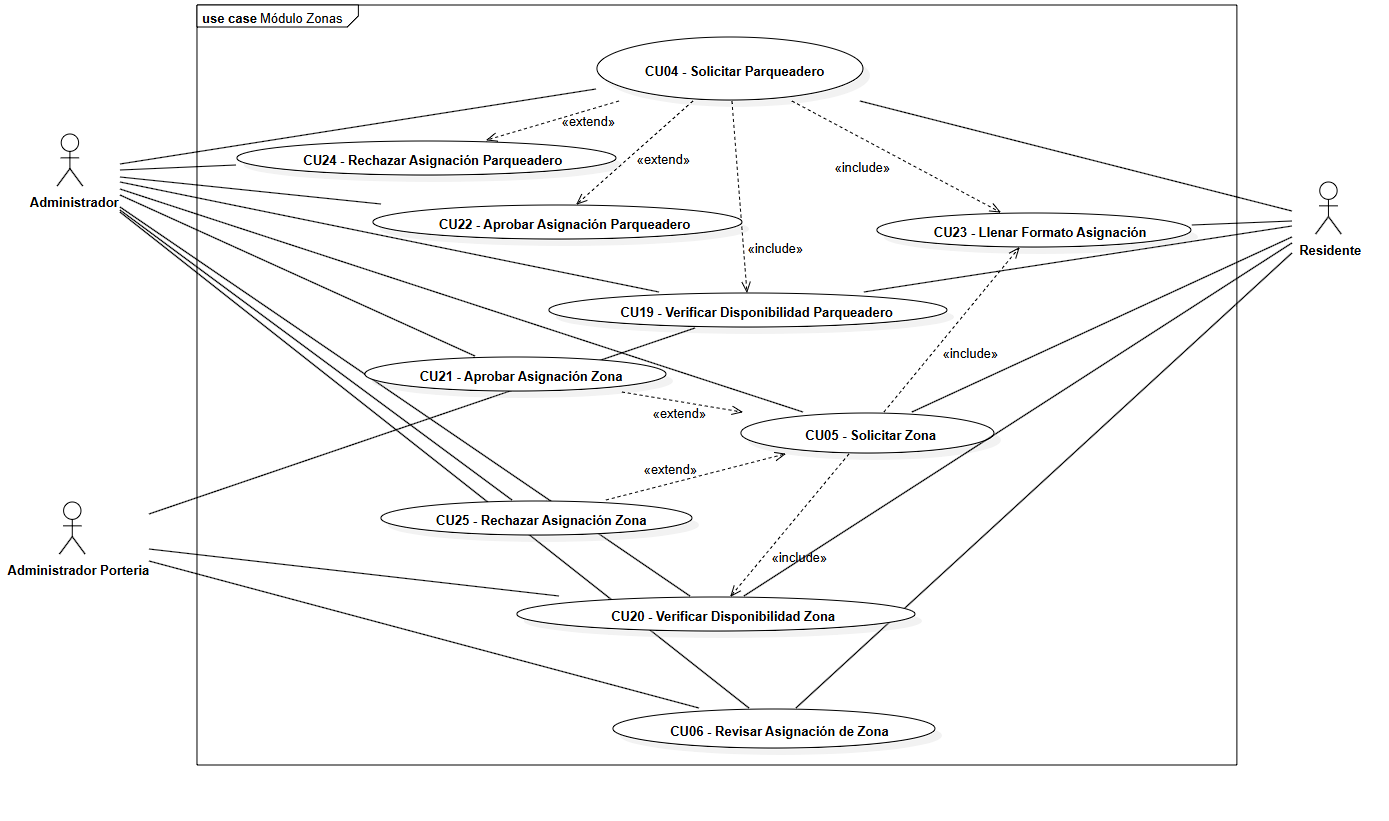 use case Módulo Zonas
CU04 - Solicitar Parqueadero
«extend»
CU24 - Rechazar Asignación Parqueadero
«extend»
«include»
Administrador
CU22 - Aprobar Asignación Parqueadero
CU23 - Llenar Formato Asignación
«include»
Residente
CU19 - Verificar Disponibilidad Parqueadero
«include»
CU21 - Aprobar Asignación Zona
«extend»
CU05 - Solicitar Zona
«extend»
CU25 - Rechazar Asignación Zona
«include»
Administrador Porteria
CU20 - Verificar Disponibilidad Zona
CU06 - Revisar Asignación de Zona